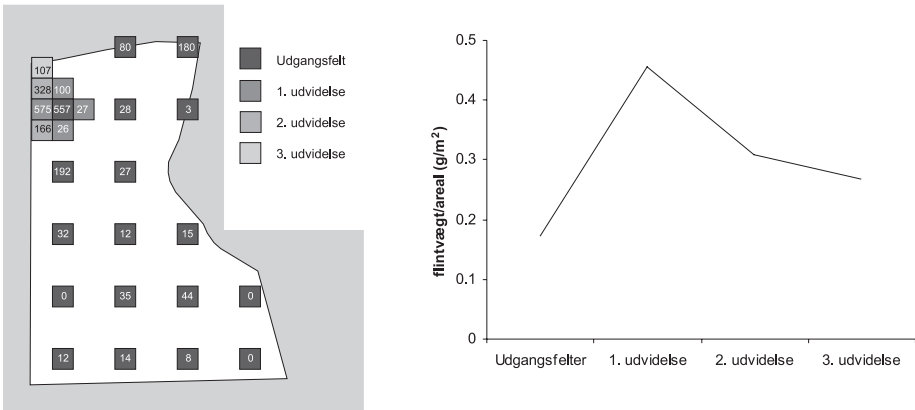 80 180
107
328 100
575 557 27 28 3
166 26
192 27
32 12 15
0 35 44 0
12 14 8 0
Udgangsfelt
1. udvidelse
2. udvidelse
3. udvidelse
flintvægt/areal (g/m²)
0.5
0.4
0.3
0.2
0.1
0
Udgangsfelter 1. udvidelse 2. udvidelse 3. udvidelse